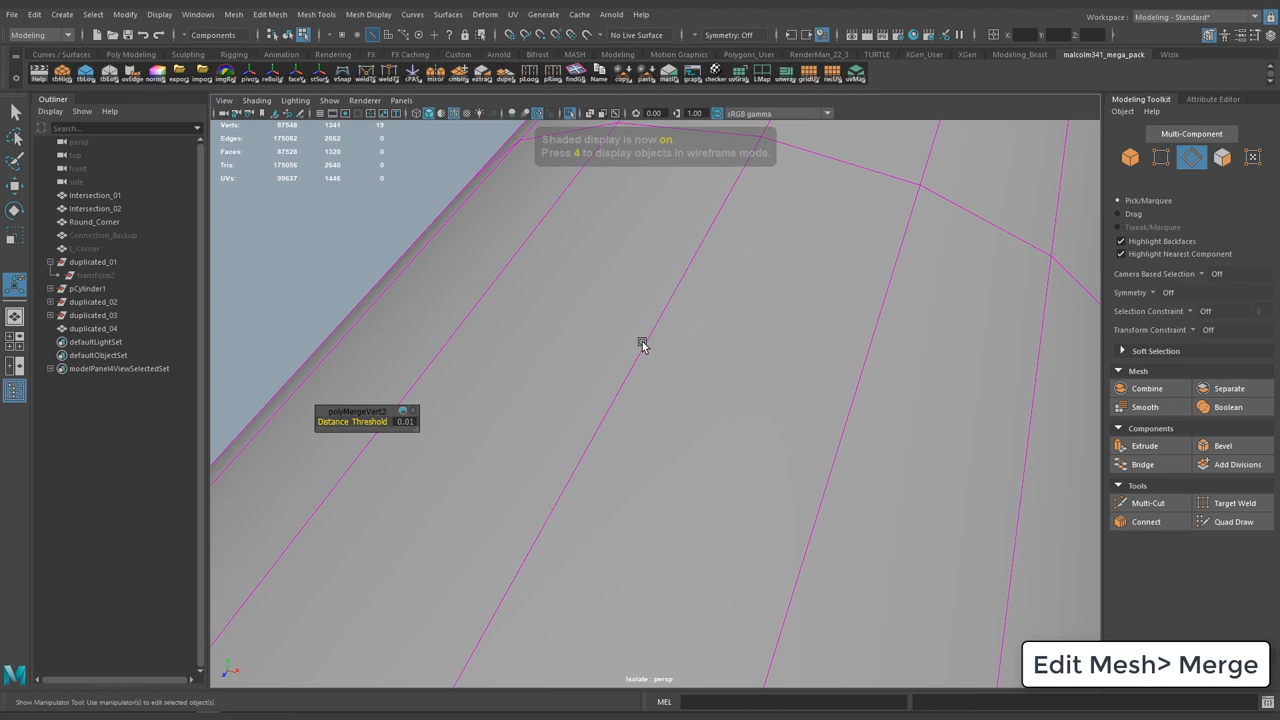 File Edit Create Select Modify Display Windows Mesh Edit Mesh Mesh Tools Mesh Display Curves Surfaces Deform UV Generate Cache Arnold Help
Workspace : Modeling - Standard*
Modeling Components No Live Surface Symmetry: Off X: Y: Z:
Curves / Surfaces Poly Modeling Sculpting Rigging Animation Rendering FX FX Caching Custom Arnold Bifrost MASH Motion Graphics Modeling Polygons_User RenderMan_22_3 TURTLE XGen_User XGen Modeling_Beast malcolm341_mega_pack Wizix
Outliner
Display Show Help
Search...
persp
top
front
side
Intersection_01
Intersection_02
Round_Corner
Connection_Backup
L_Corner
duplicated_01
transform2
pCylinder1
duplicated_02
duplicated_03
duplicated_04
defaultLightSet
defaultObjectSet
modelPanel4ViewSelectedSet
View Shading Lighting Show Renderer Panels
0.00 1.00 sRGB gamma
Verts: 87548 1341 19
Edges: 175082 2662 0
Faces: 87528 1320 0
Tris: 175056 2640 0
UVs: 99637 1446 0
Shaded display is now on.
Press 4 to display objects in wireframe mode.
polyMergeVert2
Distance Threshold 0.01
Isolate : persp
Modeling Toolkit Attribute Editor
Object Help
Multi-Component
Pick/Marquee
Drag
Tweak/Marquee
Highlight Backfaces
Highlight Nearest Component
Camera Based Selection Off
Symmetry Off
Selection Constraint Off
Transform Constraint Off
Soft Selection
Mesh
Combine Separate
Smooth Boolean
Components
Extrude Bevel
Bridge Add Divisions
Tools
Multi-Cut Target Weld
Connect Quad Draw
Edit Mesh> Merge
Show Manipulator Tool: Use manipulator(s) to edit selected object(s).
MEL